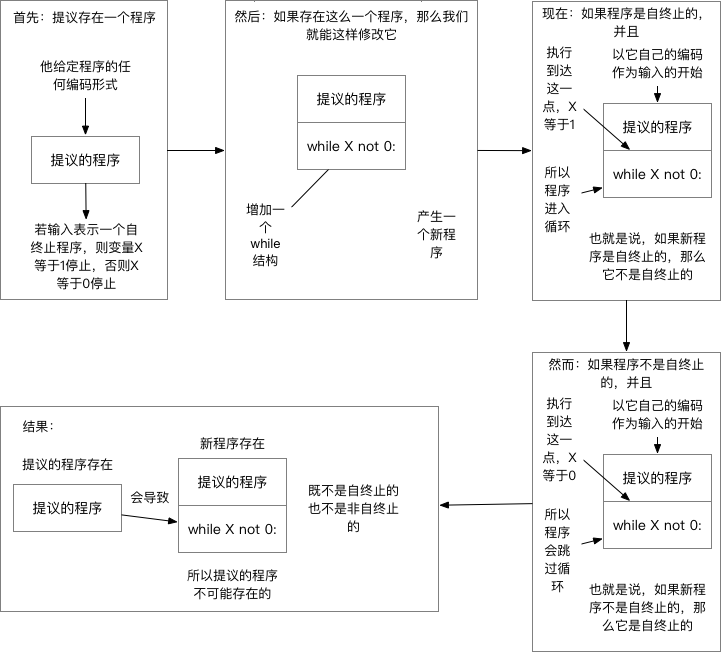 首先：提议存在一个程序
他给定程序的任
何编码形式
提议的程序
若输入表示一个自
终止程序，则变量X
等于1停止，否则X
等于0停止
然后：如果存在这么一个程序，那么我们
就能这样修改它
提议的程序
while X not 0:
增加一
个
while
结构
产生一
个新程
序
现在：如果程序是自终止的，
并且
执行
到达
这一
点，X
等于1
以它自己的编码
作为输入的开始
提议的程序
while X not 0:
所以
程序
进入
循环
也就是说，如果新程
序是自终止的，那么
它不是自终止的
然而：如果程序不是自终止
的，并且
执行
到达
这一
点，X
等于0
以它自己的编码
作为输入的开始
提议的程序
while X not 0:
所以
程序
会跳
过循
环
也就是说，如果新程
序不是自终止的，那
么它是自终止的
结果：
提议的程序存在
提议的程序
会导致
新程序存在
提议的程序
while X not 0:
既不是自终止的
也不是非自终止
的
所以提议的程序
不可能存在的